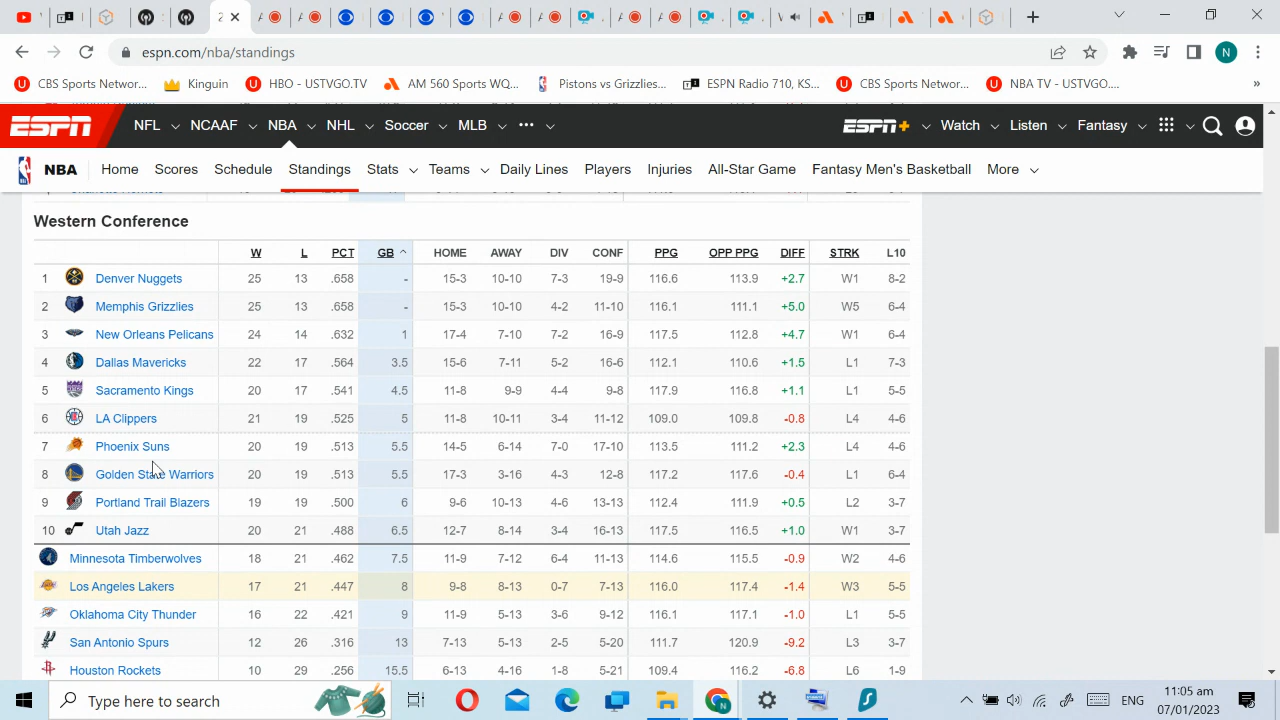 espn.com/nba/standings
N
CBS Sports Networ... Kinguin HBO - USTVGO.TV AM 560 Sports WQ... Pistons vs Grizzlies... ESPN Radio 710, KS... CBS Sports Networ... NBA TV - USTVGO.... »
ESPN NFL NCAAF NBA NHL Soccer MLB ••• ESPN+ Watch Listen Fantasy
NBA Home Scores Schedule Standings Stats Teams Daily Lines Players Injuries All-Star Game Fantasy Men's Basketball More
Western Conference
W L PCT GB HOME AWAY DIV CONF PPG OPP PPG DIFF STRK L10
1 Denver Nuggets 25 13 .658 - 15-3 10-10 7-3 19-9 116.6 113.9 +2.7 W1 8-2
2 Memphis Grizzlies 25 13 .658 - 15-3 10-10 4-2 11-10 116.1 111.1 +5.0 W5 6-4
3 New Orleans Pelicans 24 14 .632 1 17-4 7-10 7-2 16-9 117.5 112.8 +4.7 W1 6-4
4 Dallas Mavericks 22 17 .564 3.5 15-6 7-11 5-2 16-6 112.1 110.6 +1.5 L1 7-3
5 Sacramento Kings 20 17 .541 4.5 11-8 9-9 4-4 9-8 117.9 116.8 +1.1 L1 5-5
6 LA Clippers 21 19 .525 5 11-8 10-11 3-4 11-12 109.0 109.8 -0.8 L4 4-6
7 Phoenix Suns 20 19 .513 5.5 14-5 6-14 7-0 17-10 113.5 111.2 +2.3 L4 4-6
8 Golden State Warriors 20 19 .513 5.5 17-3 3-16 4-3 12-8 117.2 117.6 -0.4 L1 6-4
9 Portland Trail Blazers 19 19 .500 6 9-6 10-13 4-6 13-13 112.4 111.9 +0.5 L2 3-7
10 Utah Jazz 20 21 .488 6.5 12-7 8-14 3-4 16-13 117.5 116.5 +1.0 W1 3-7
Minnesota Timberwolves 18 21 .462 7.5 11-9 7-12 6-4 11-13 114.6 115.5 -0.9 W2 4-6
Los Angeles Lakers 17 21 .447 8 9-8 8-13 0-7 7-13 116.0 117.4 -1.4 W3 5-5
Oklahoma City Thunder 16 22 .421 9 11-9 5-13 3-6 9-12 116.1 117.1 -1.0 L1 5-5
San Antonio Spurs 12 26 .316 13 7-13 5-13 2-5 5-20 111.7 120.9 -9.2 L3 3-7
Houston Rockets 10 29 .256 15.5 6-13 4-16 1-8 5-21 109.4 116.2 -6.8 L6 1-9
Type here to search ENG 11:05 am
07/01/2023